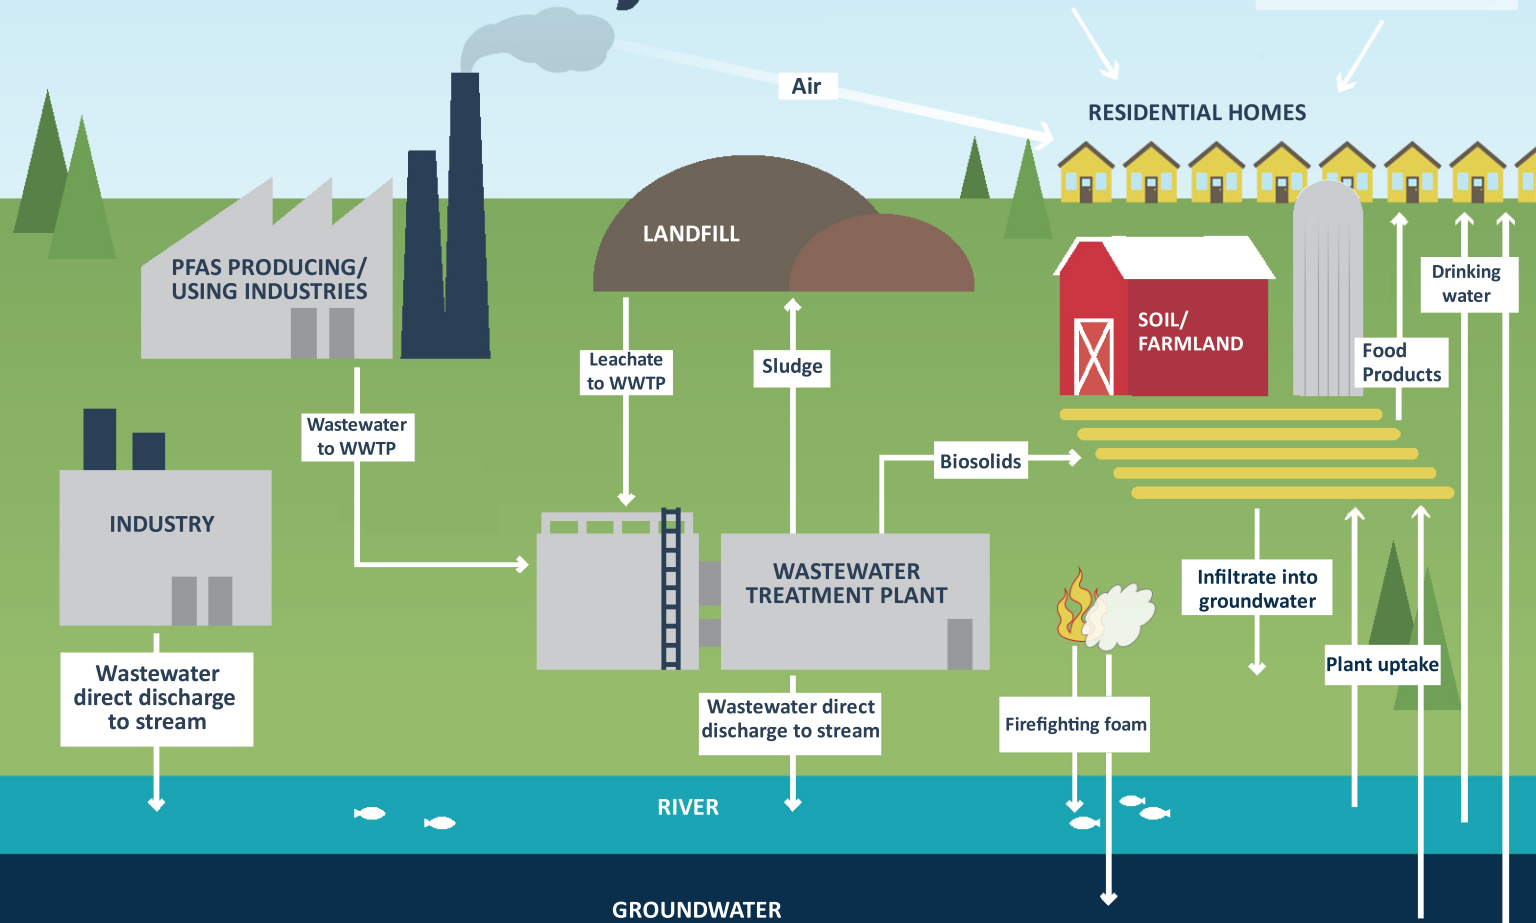 Air
RESIDENTIAL HOMES
LANDFILL
PFAS PRODUCING/
USING INDUSTRIES
Drinking
water
SOIL/
FARMLAND
Food
Products
Leachate
to WWTP
Sludge
Wastewater
to WWTP
Biosolids
INDUSTRY
WASTEWATER
TREATMENT PLANT
Infiltrate into
groundwater
Plant uptake
Wastewater
direct discharge
to stream
Wastewater direct
discharge to stream
Firefighting foam
RIVER
GROUNDWATER